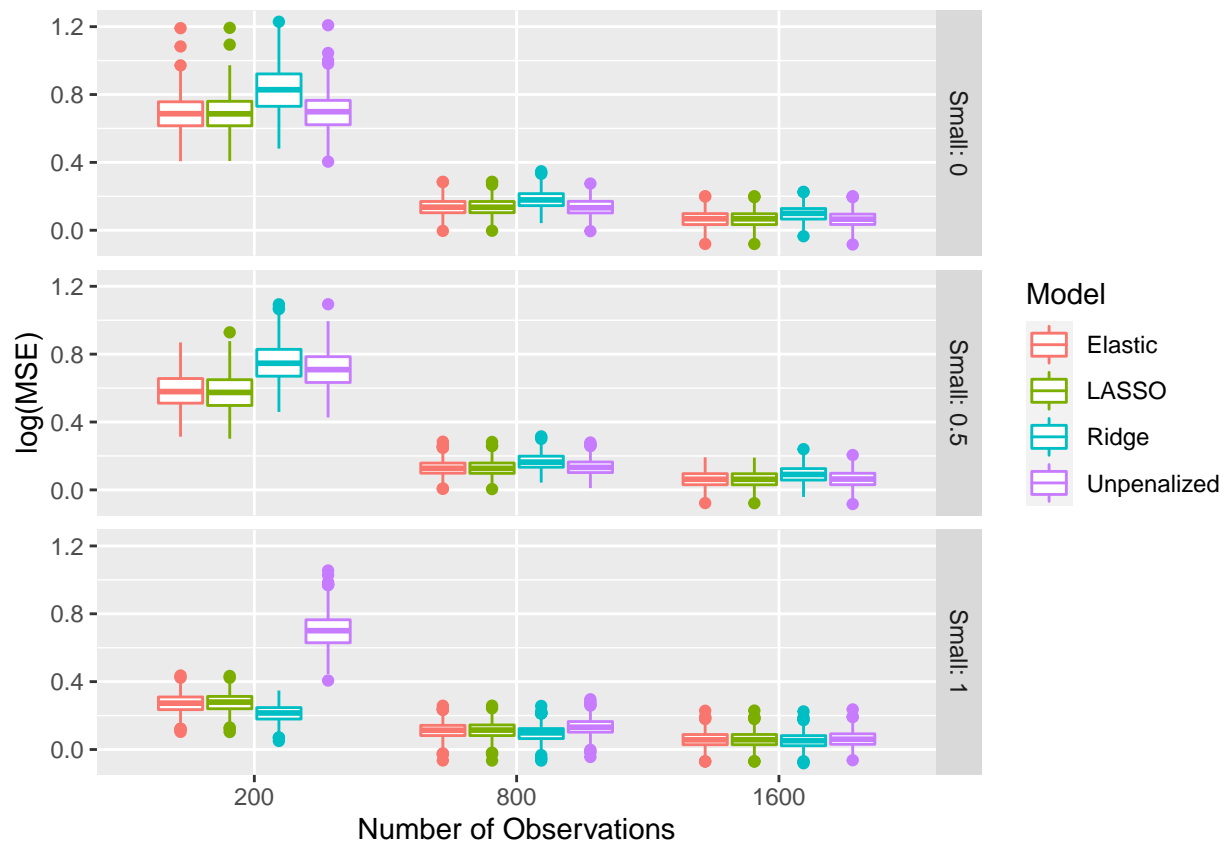 log(MSE)
1.2
0.8
0.4
0.0
Small: 0
1.2
0.8
0.4
0.0
Small: 0.5
1.2
0.8
0.4
0.0
Small: 1
200
800
1600
Number of Observations
Model
Elastic
LASSO
Ridge
Unpenalized